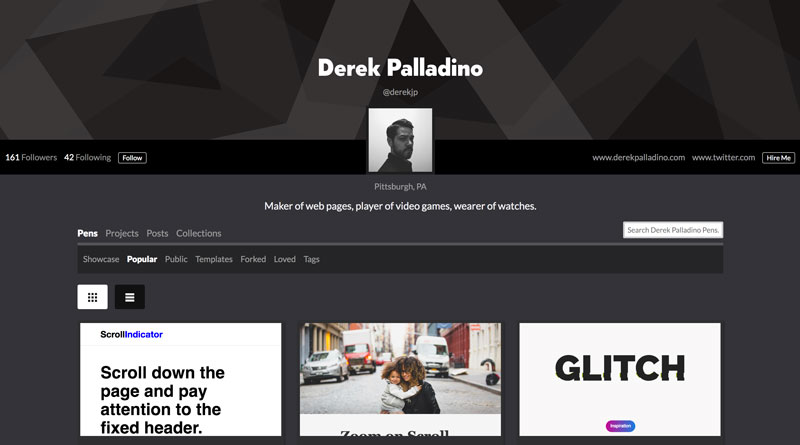 Derek Palladino
@derekjp
161 Followers 42 Following Follow
www.derekpalladino.com www.twitter.com Hire Me
Pittsburgh, PA
Maker of web pages, player of video games, wearer of watches.
Pens Projects Posts Collections
Search Derek Palladino Pens.
Showcase Popular Public Templates Forked Loved Tags
ScrollIndicator
Scroll down the
page and pay
attention to the
fixed header.
Zoom on Scroll
GLITCH
Inspiration